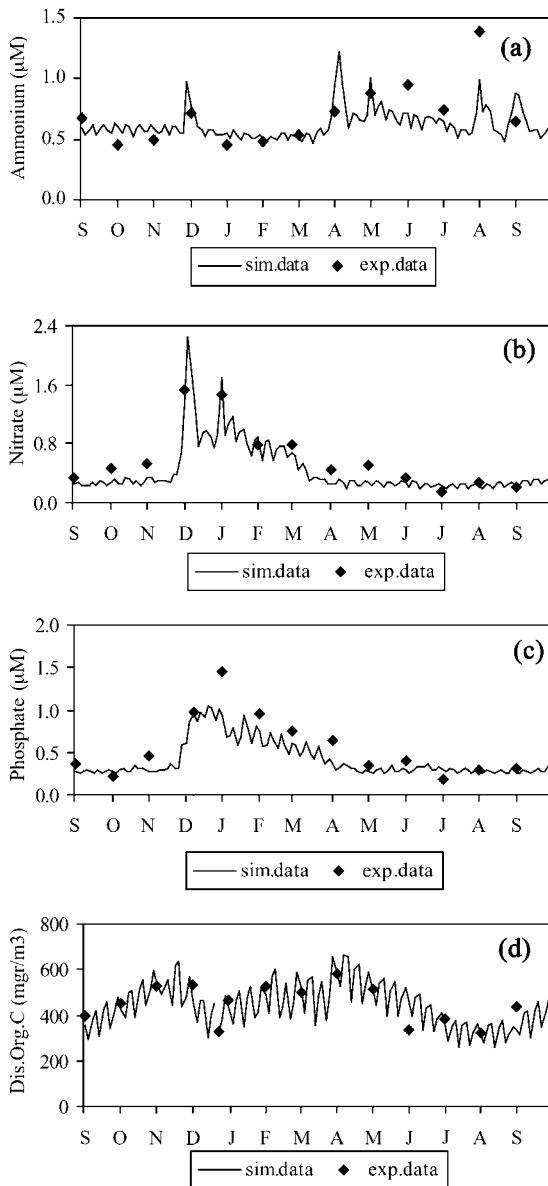 (a)
Ammonium (µM)
1.5
1.0
0.5
0.0
S O N D J F M A M J J A S
sim.data exp.data
(b)
Nitrate (µM)
2.4
1.6
0.8
0.0
S O N D J F M A M J J A S
sim.data exp.data
(c)
Phosphate (µM)
2.0
1.5
1.0
0.5
0.0
S O N D J F M A M J J A S
sim.data exp.data
(d)
Dis.Org.C (mgr/m3)
800
600
400
200
0
S O N D J F M A M J J A S
sim.data exp.data